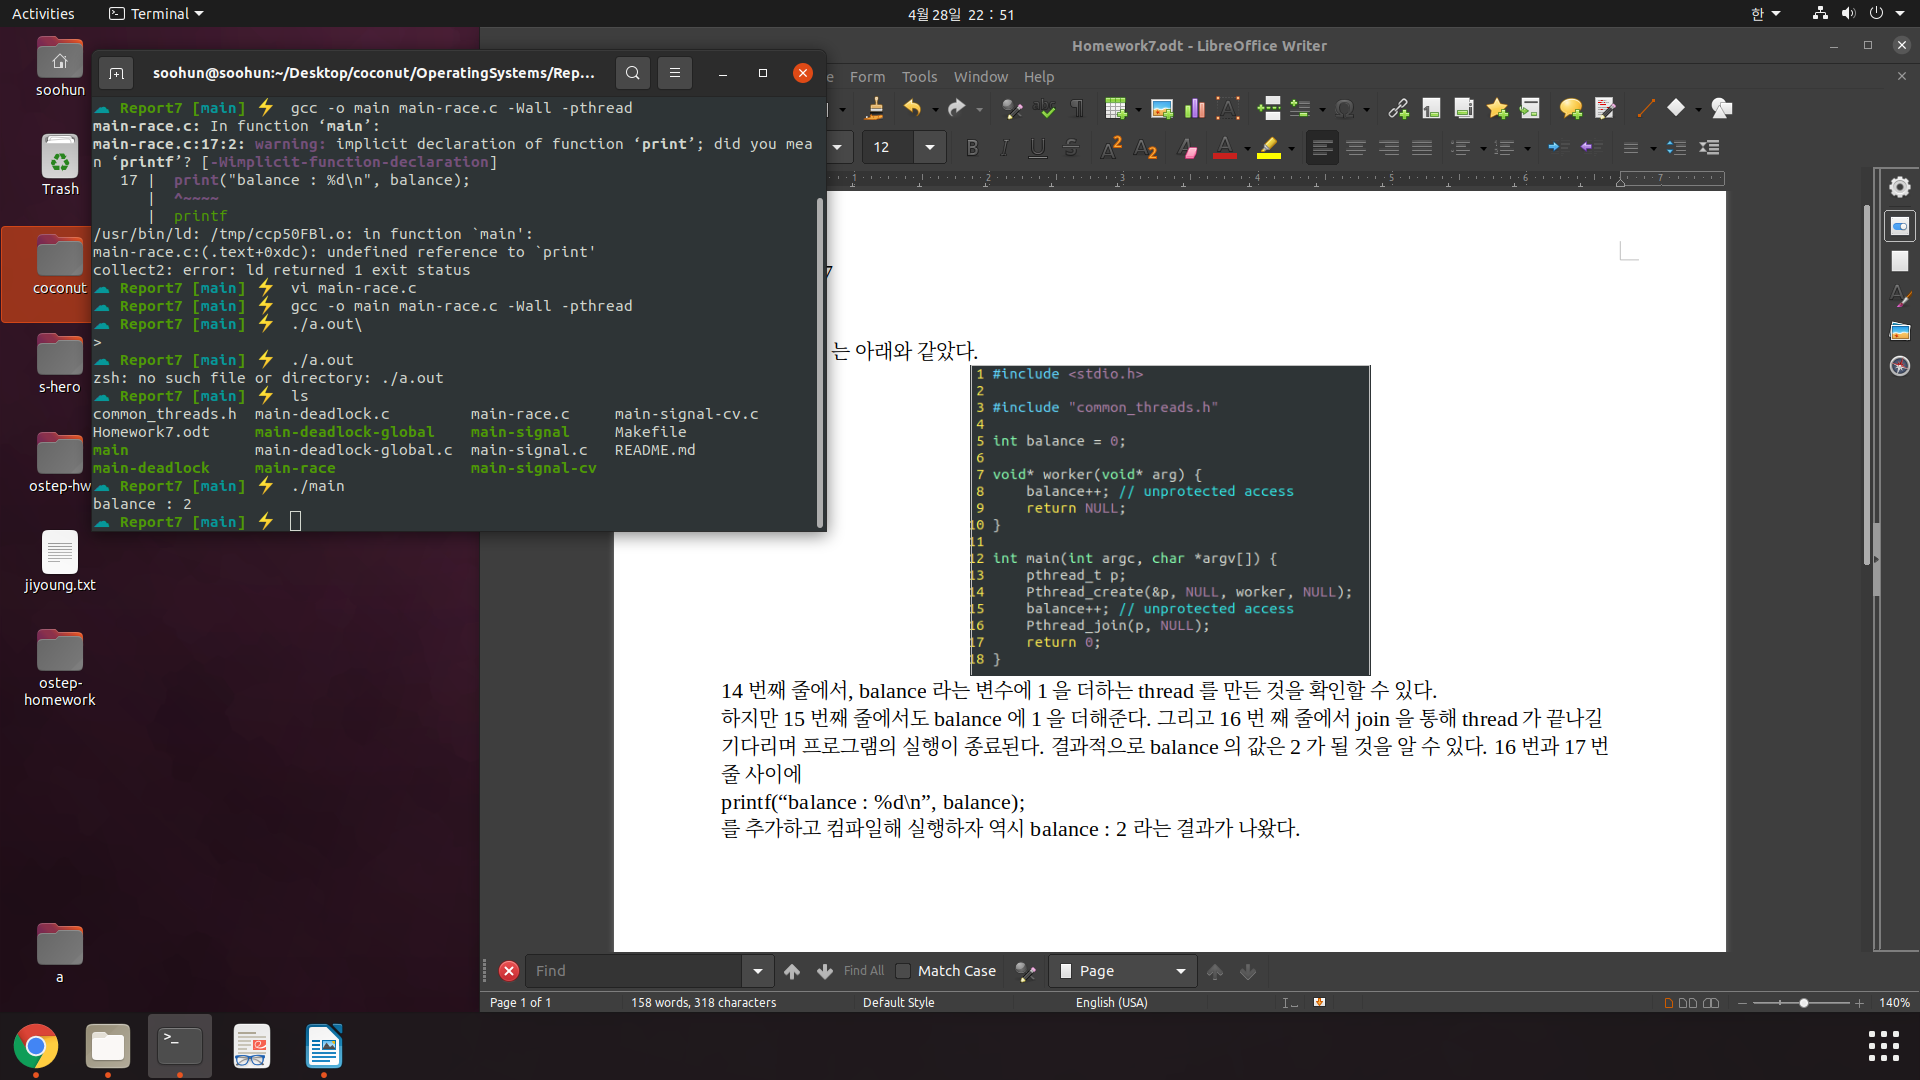 Activities
Terminal
4월 28일 22 : 51
한
soohun
Trash
coconut
s-hero
ostep-hw
jiyoung.txt
ostep-
homework
a
soohun@soohun:~/Desktop/coconut/OperatingSystems/Rep...
Report7 [main] ⚡ gcc -o main main-race.c -Wall -pthread
main-race.c: In function ‘main’:
main-race.c:17:2: warning: implicit declaration of function ‘print’; did you mea
n ‘printf’? [-Wimplicit-function-declaration]
17 | print("balance : %d\n", balance);
| ^~~~~
| printf
/usr/bin/ld: /tmp/ccp50FBl.o: in function `main':
main-race.c:(.text+0xdc): undefined reference to `print'
collect2: error: ld returned 1 exit status
Report7 [main] ⚡ vi main-race.c
Report7 [main] ⚡ gcc -o main main-race.c -Wall -pthread
Report7 [main] ⚡ ./a.out\
>
Report7 [main] ⚡ ./a.out
zsh: no such file or directory: ./a.out
Report7 [main] ⚡ ls
common_threads.h main-deadlock.c main-race.c main-signal-cv.c
Homework7.odt main-deadlock-global main-signal Makefile
main main-deadlock-global.c main-signal.c README.md
main-deadlock main-race main-signal-cv
Report7 [main] ⚡ ./main
balance : 2
Report7 [main] ⚡
Homework7.odt - LibreOffice Writer
e Form Tools Window Help
12
1 2 3 4 5 6 7
7
는 아래와 같았다.
1 #include <stdio.h>
2
3 #include "common_threads.h"
4
5 int balance = 0;
6
7 void* worker(void* arg) {
8 balance++; // unprotected access
9 return NULL;
10 }
11
12 int main(int argc, char *argv[]) {
13 pthread_t p;
14 Pthread_create(&p, NULL, worker, NULL);
15 balance++; // unprotected access
16 Pthread_join(p, NULL);
17 return 0;
18 }
14 번째 줄에서, balance 라는 변수에 1 을 더하는 thread 를 만든 것을 확인할 수 있다.
하지만 15 번째 줄에서도 balance 에 1 을 더해준다. 그리고 16 번 째 줄에서 join 을 통해 thread 가 끝나길
기다리며 프로그램의 실행이 종료된다. 결과적으로 balance 의 값은 2 가 될 것을 알 수 있다. 16 번과 17 번
줄 사이에
printf(“balance : %d\n”, balance);
를 추가하고 컴파일해 실행하자 역시 balance : 2 라는 결과가 나왔다.
Find
Find All
Match Case
Page
Page 1 of 1
158 words, 318 characters
Default Style
English (USA)
140%